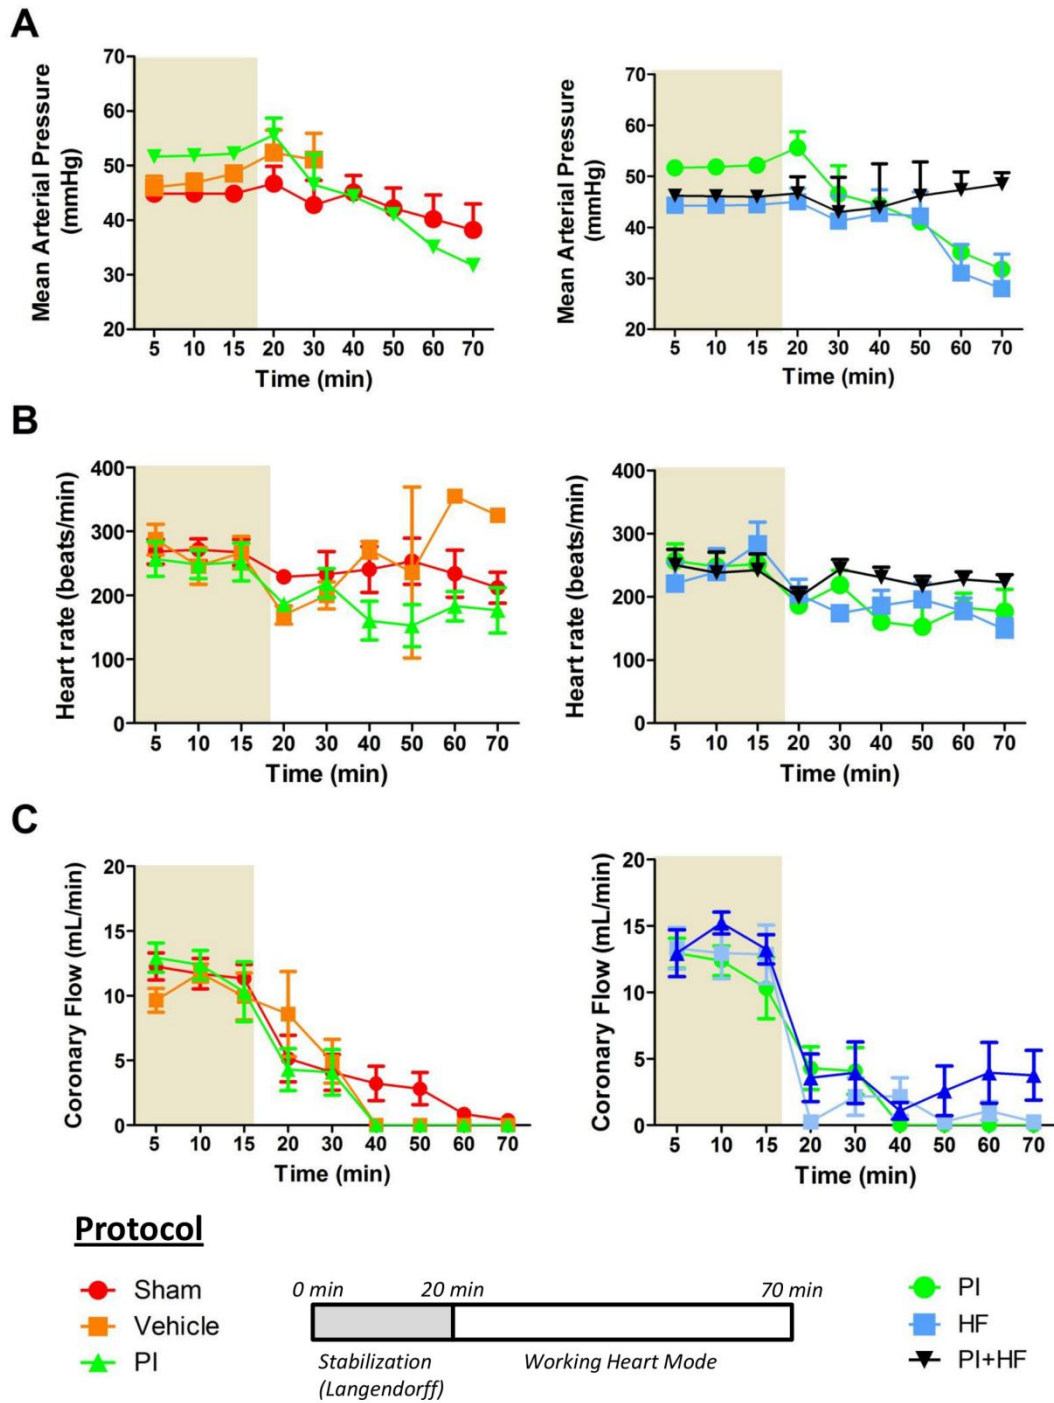 A
Mean Arterial Pressure
(mmHg)
70
60
50
40
30
20
5 10 15 20 30 40 50 60 70
Time (min)
Mean Arterial Pressure
(mmHg)
70
60
50
40
30
20
5 10 15 20 30 40 50 60 70
Time (min)
B
Heart rate (beats/min)
400
300
200
100
0
5 10 15 20 30 40 50 60 70
Time (min)
Heart rate (beats/min)
400
300
200
100
0
5 10 15 20 30 40 50 60 70
Time (min)
C
Coronary Flow (mL/min)
20
15
10
5
0
5 10 15 20 30 40 50 60 70
Time (min)
Coronary Flow (mL/min)
20
15
10
5
0
5 10 15 20 30 40 50 60 70
Time (min)
Protocol
Sham
Vehicle
PI
0 min 20 min 70 min
Stabilization
(Langendorff)
Working Heart Mode
PI
HF
PI+HF